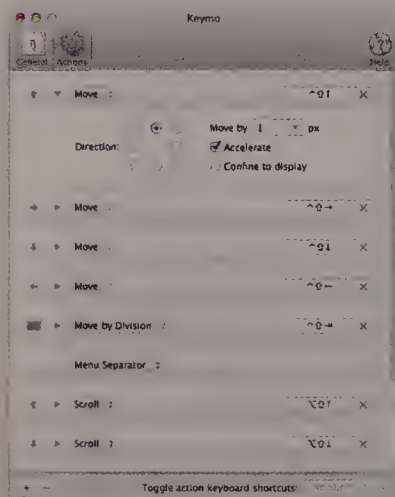 Keymo
General Actions Help
Move ^⇧↑
Move by 1 px
Direction: Accelerate
Confine to display
Move ^⇧→
Move ^⇧↓
Move ^⇧←
Move by Division ^⇧⇥
Menu Separator
Scroll ⌥⇧↑
Scroll ⌥⇧↓
Toggle action keyboard shortcuts: